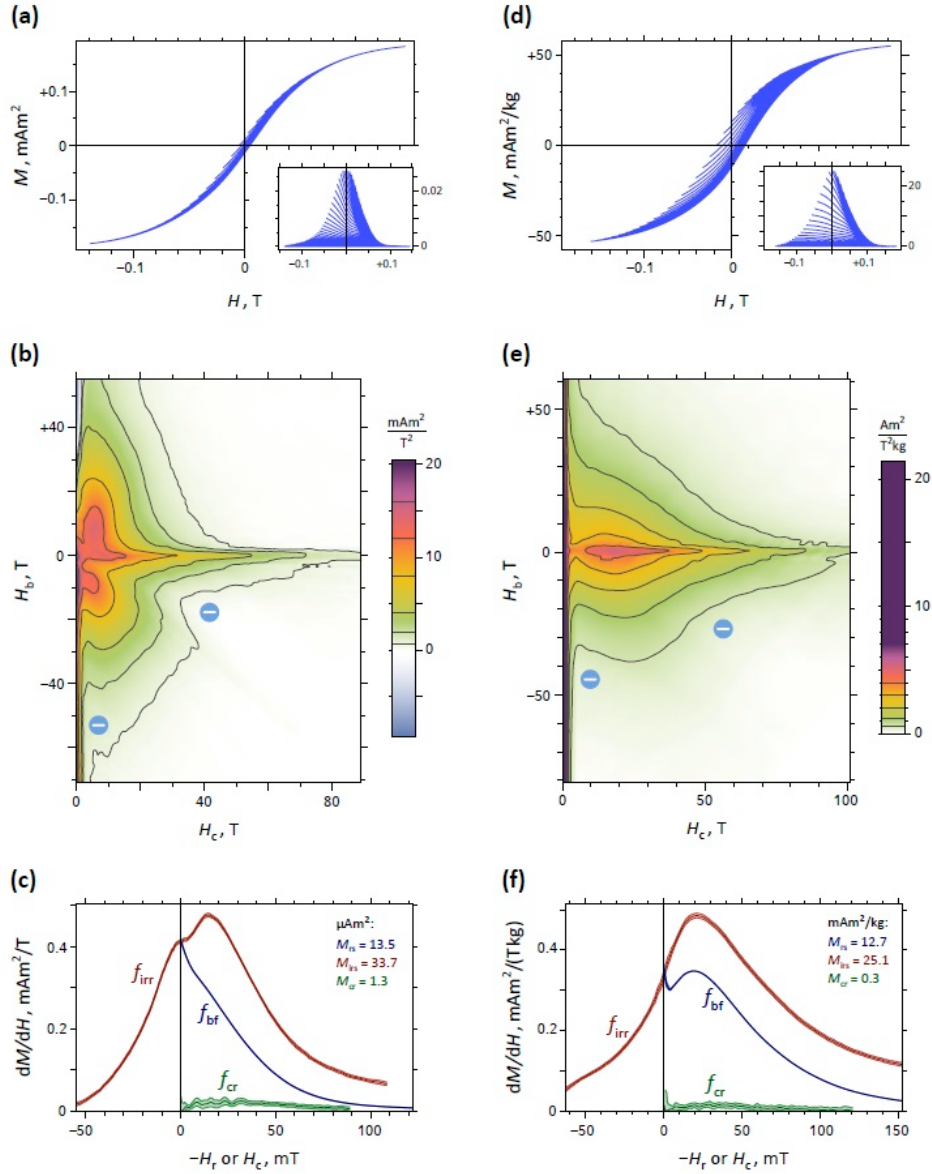 (a)
M, mAm²
+0.1
0
−0.1
0.02
0
−0.1
+0.1
−0.1
0
H, T
(d)
M, mAm²/kg
+50
0
−50
20
0
−0.1
+0.1
−0.1
0
H, T
(b)
H_b, T
+40
0
−40
mAm²
T²
20
10
0
0
40
80
H_c, T
(e)
H_b, T
+50
0
−50
Am²
T²kg
20
10
0
0
50
100
H_c, T
(c)
dM/dH, mAm²/T
0.4
0.2
0
f_irr
f_bf
f_cr
μAm²:
M_rs = 13.5
M_irs = 33.7
M_cr = 1.3
−50
0
50
100
−H_r or H_c, mT
(f)
dM/dH, mAm²/(Tkg)
0.4
0.2
0
f_irr
f_bf
f_cr
mAm²/kg:
M_rs = 12.7
M_irs = 25.1
M_cr = 0.3
−50
0
50
100
150
−H_r or H_c, mT